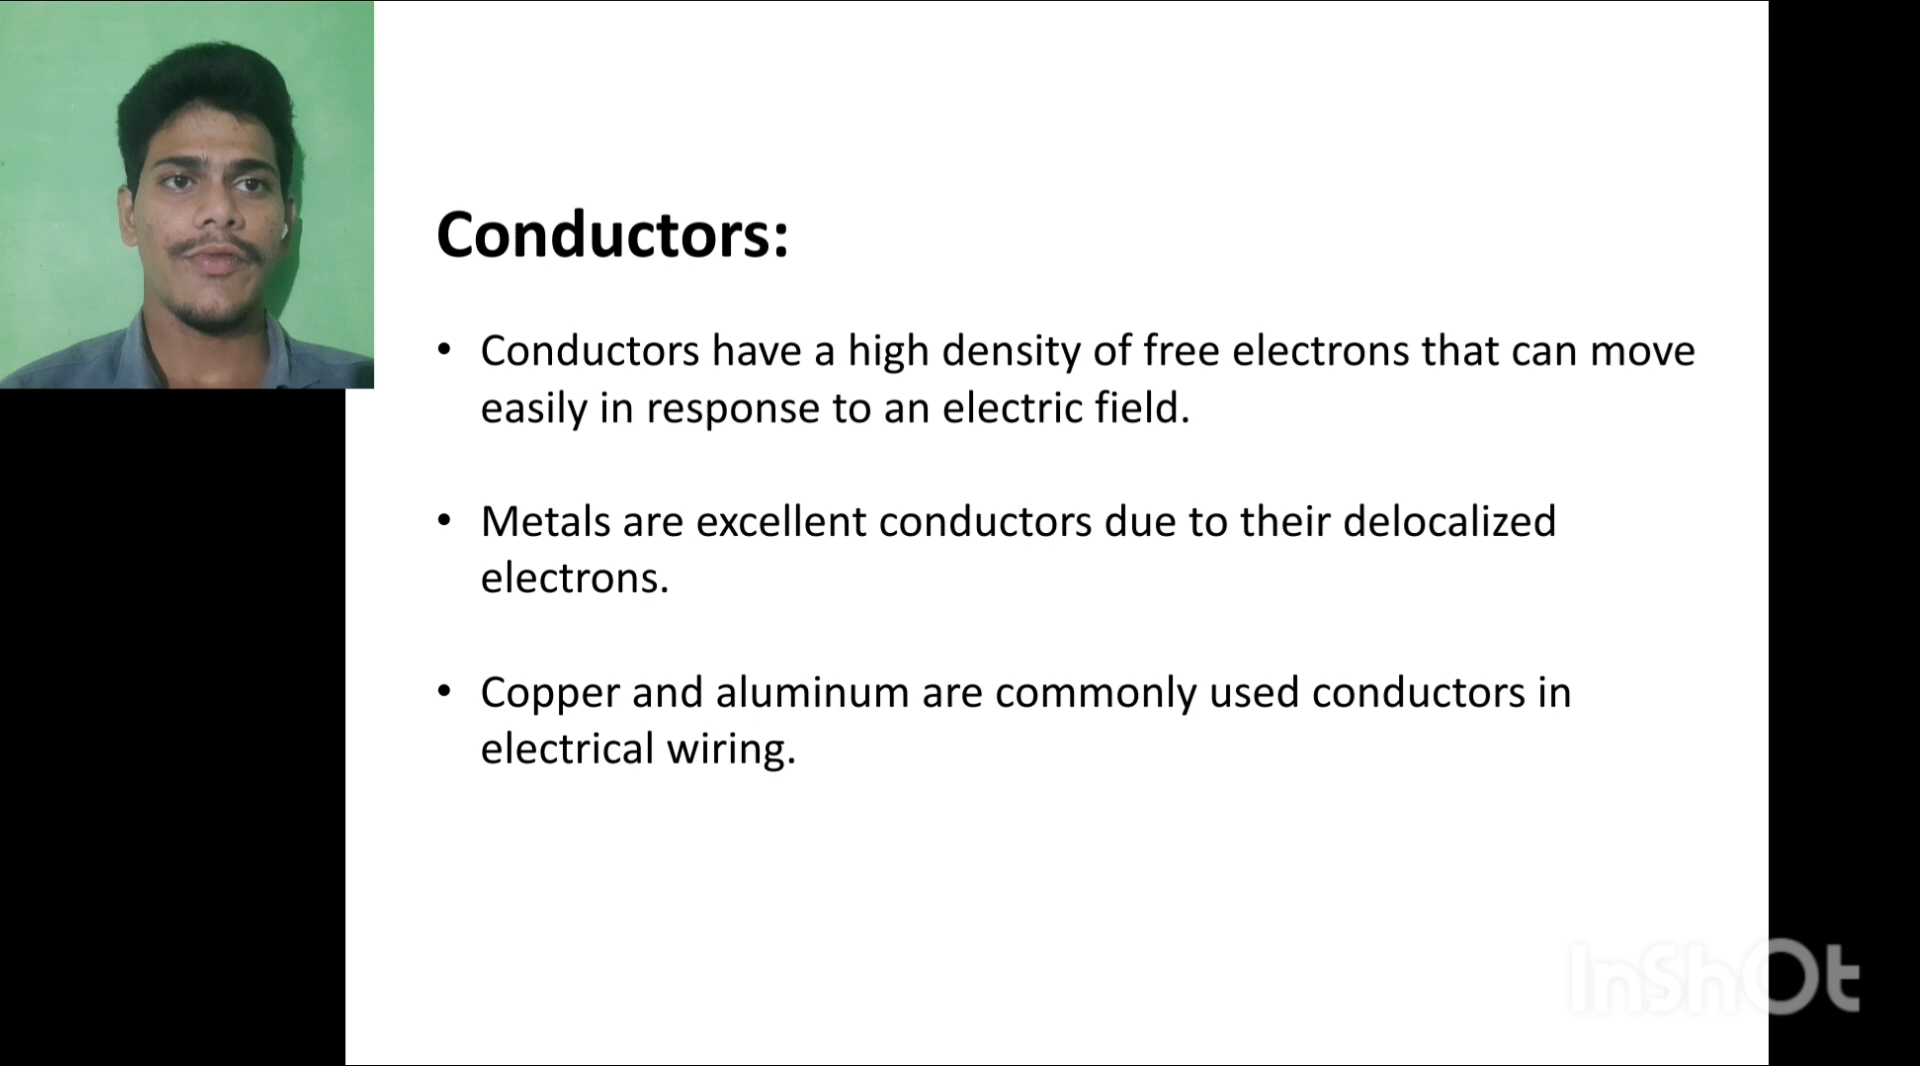 Conductors:
• Conductors have a high density of free electrons that can move
easily in response to an electric field.
• Metals are excellent conductors due to their delocalized
electrons.
• Copper and aluminum are commonly used conductors in
electrical wiring.
InShOt